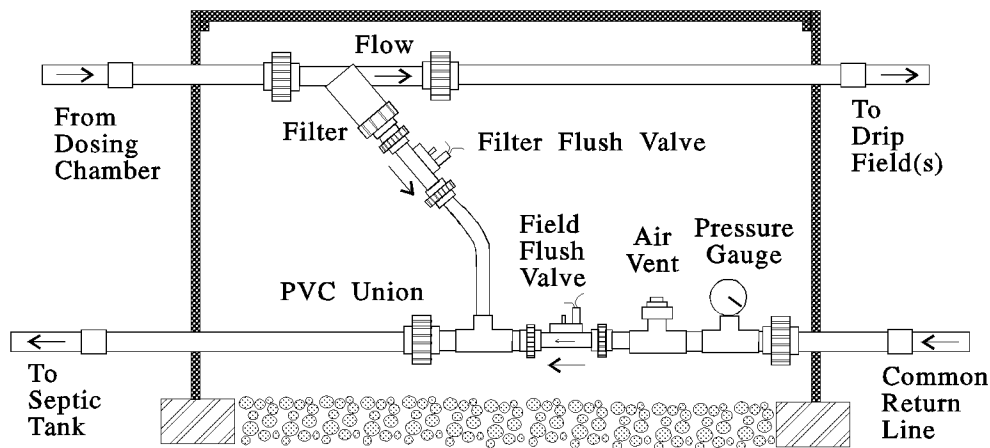 Flow
From
Dosing
Chamber
Filter
Filter Flush Valve
To
Drip
Field(s)
Field
Flush
Valve
Air
Vent
Pressure
Gauge
PVC Union
To
Septic
Tank
Common
Return
Line